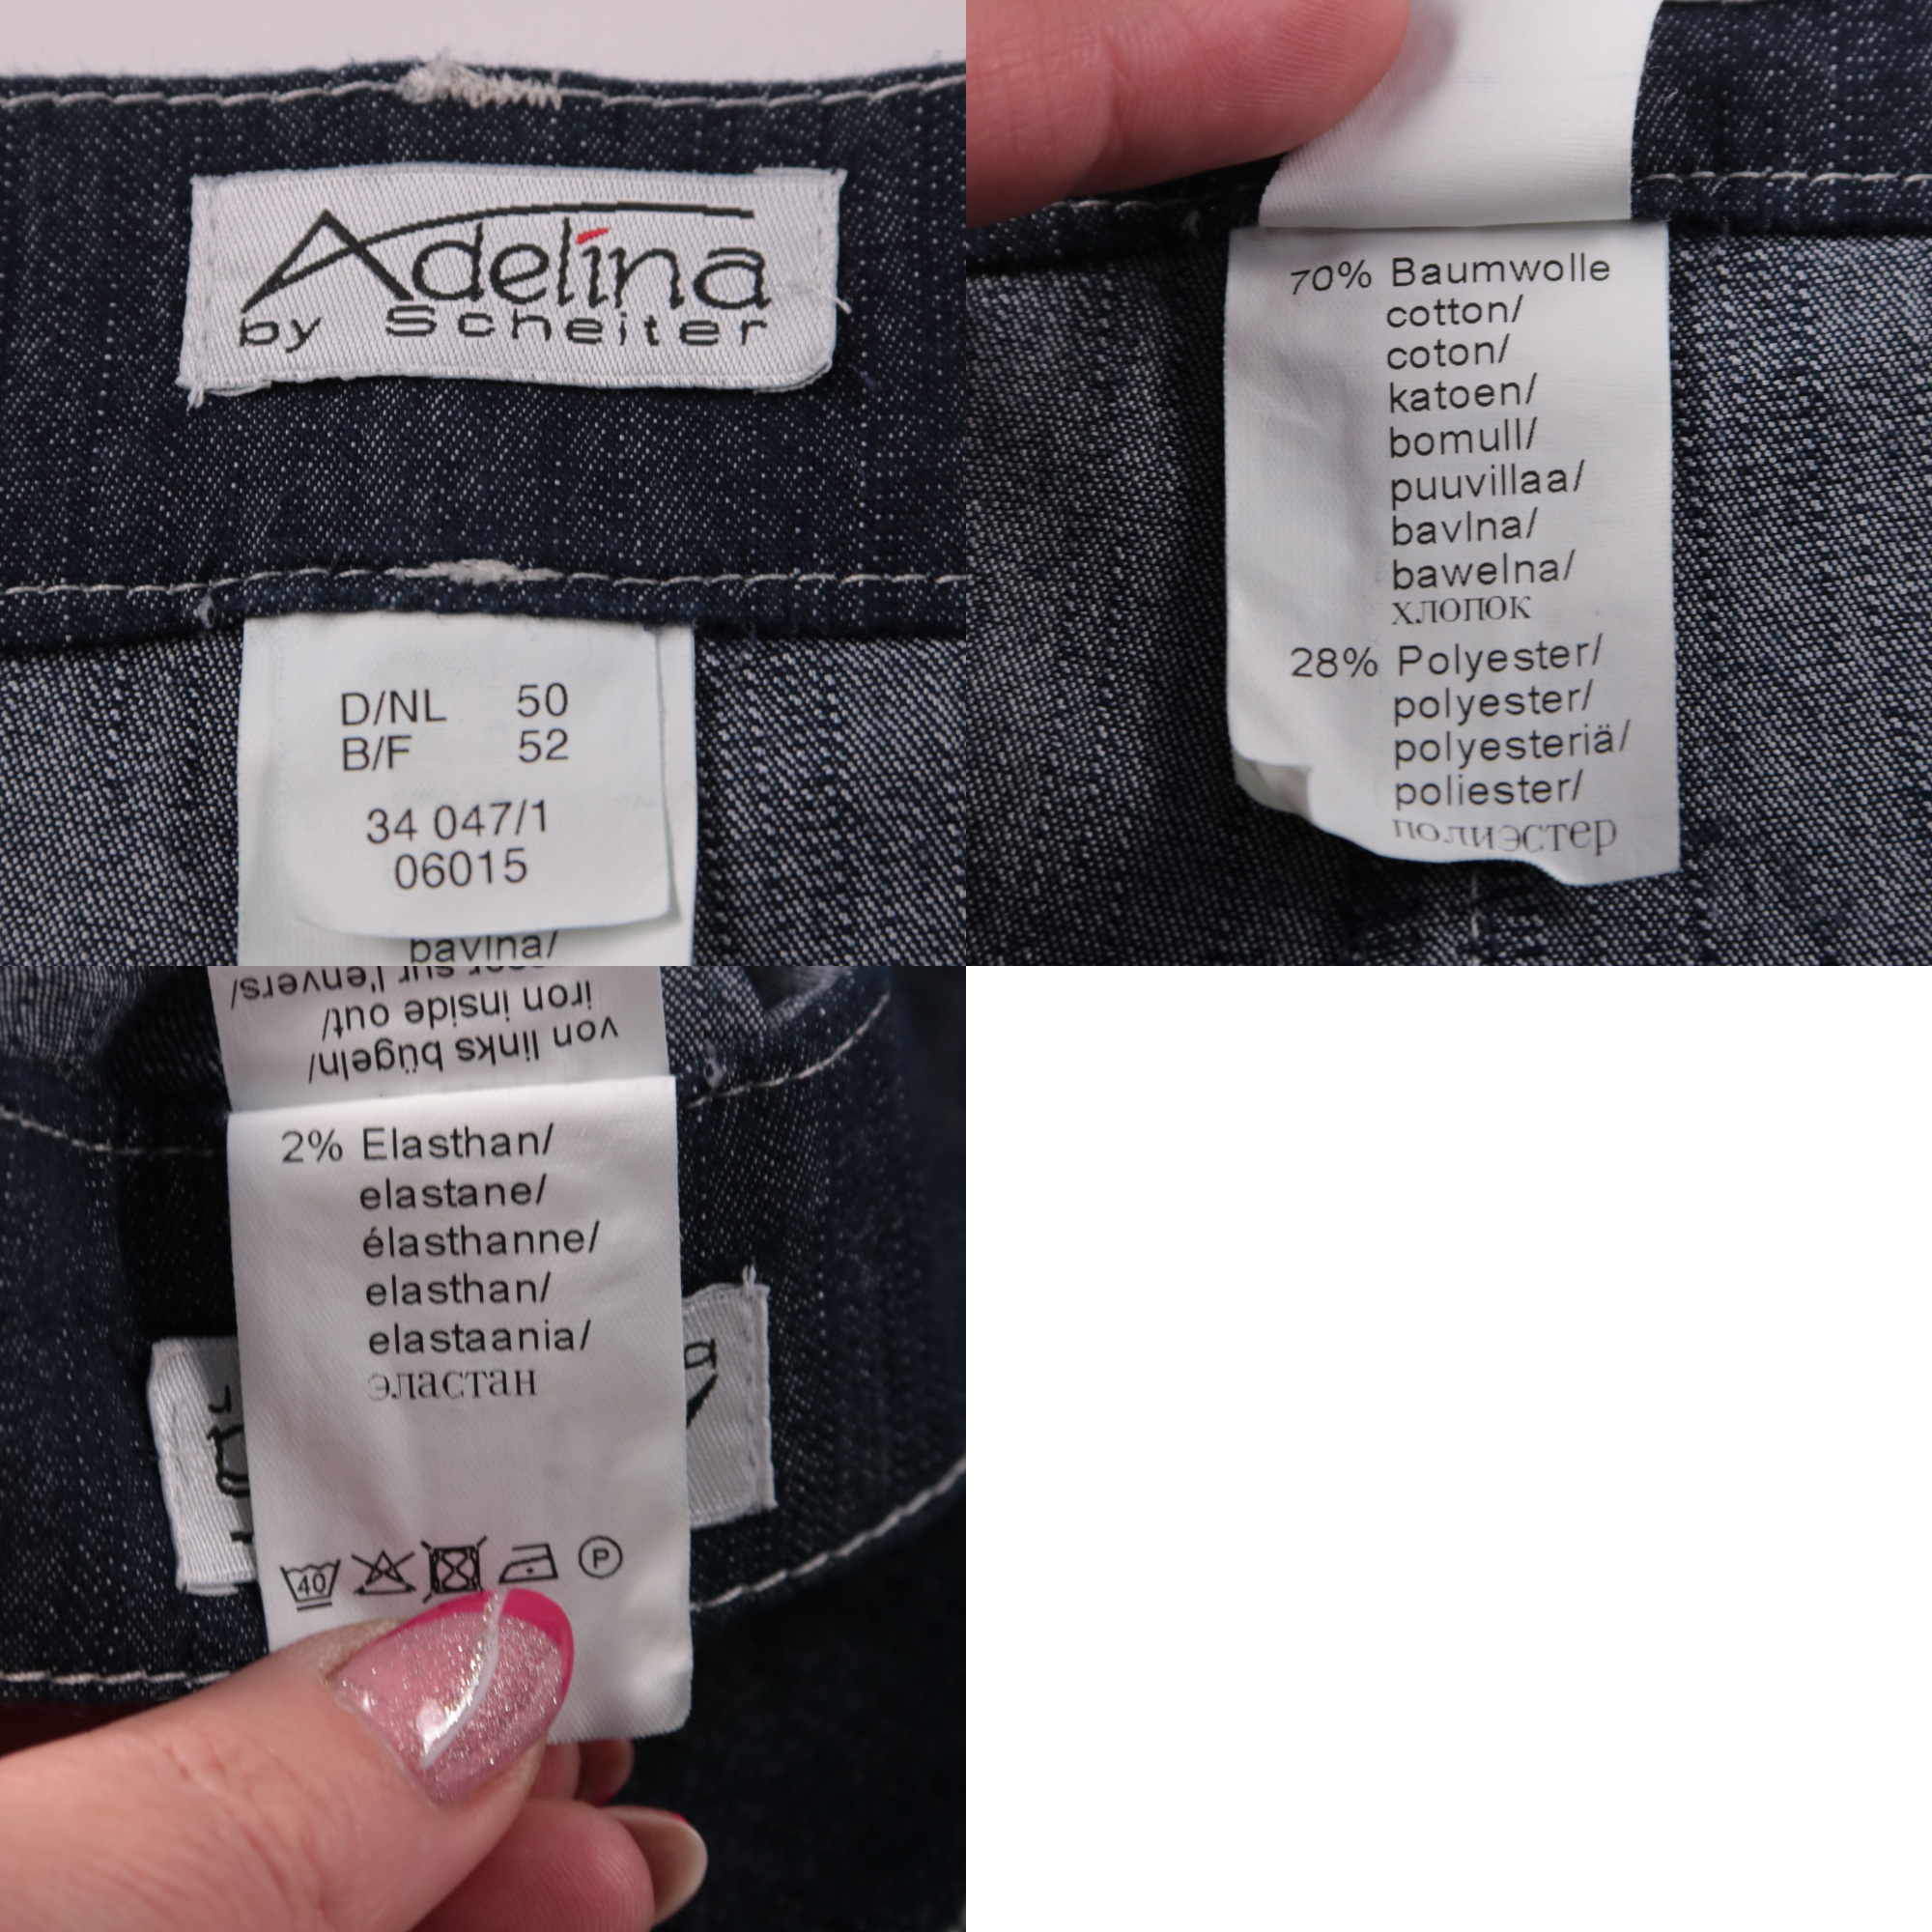 Adelina
by Scheiter
D/NL 50
B/F 52
34 047/1
06015
bavlna/
70% Baumwolle
cotton/
coton/
katoen/
bomull/
puuvillaa/
bavlna/
bawelna/
хлопок
28% Polyester/
polyester/
polyesteriä/
poliester/
полиэстер
von links bügeln/
iron inside out/
sur l'envers/
2% Elasthan/
elastane/
élasthanne/
elasthan/
elastaania/
эластан
40
P